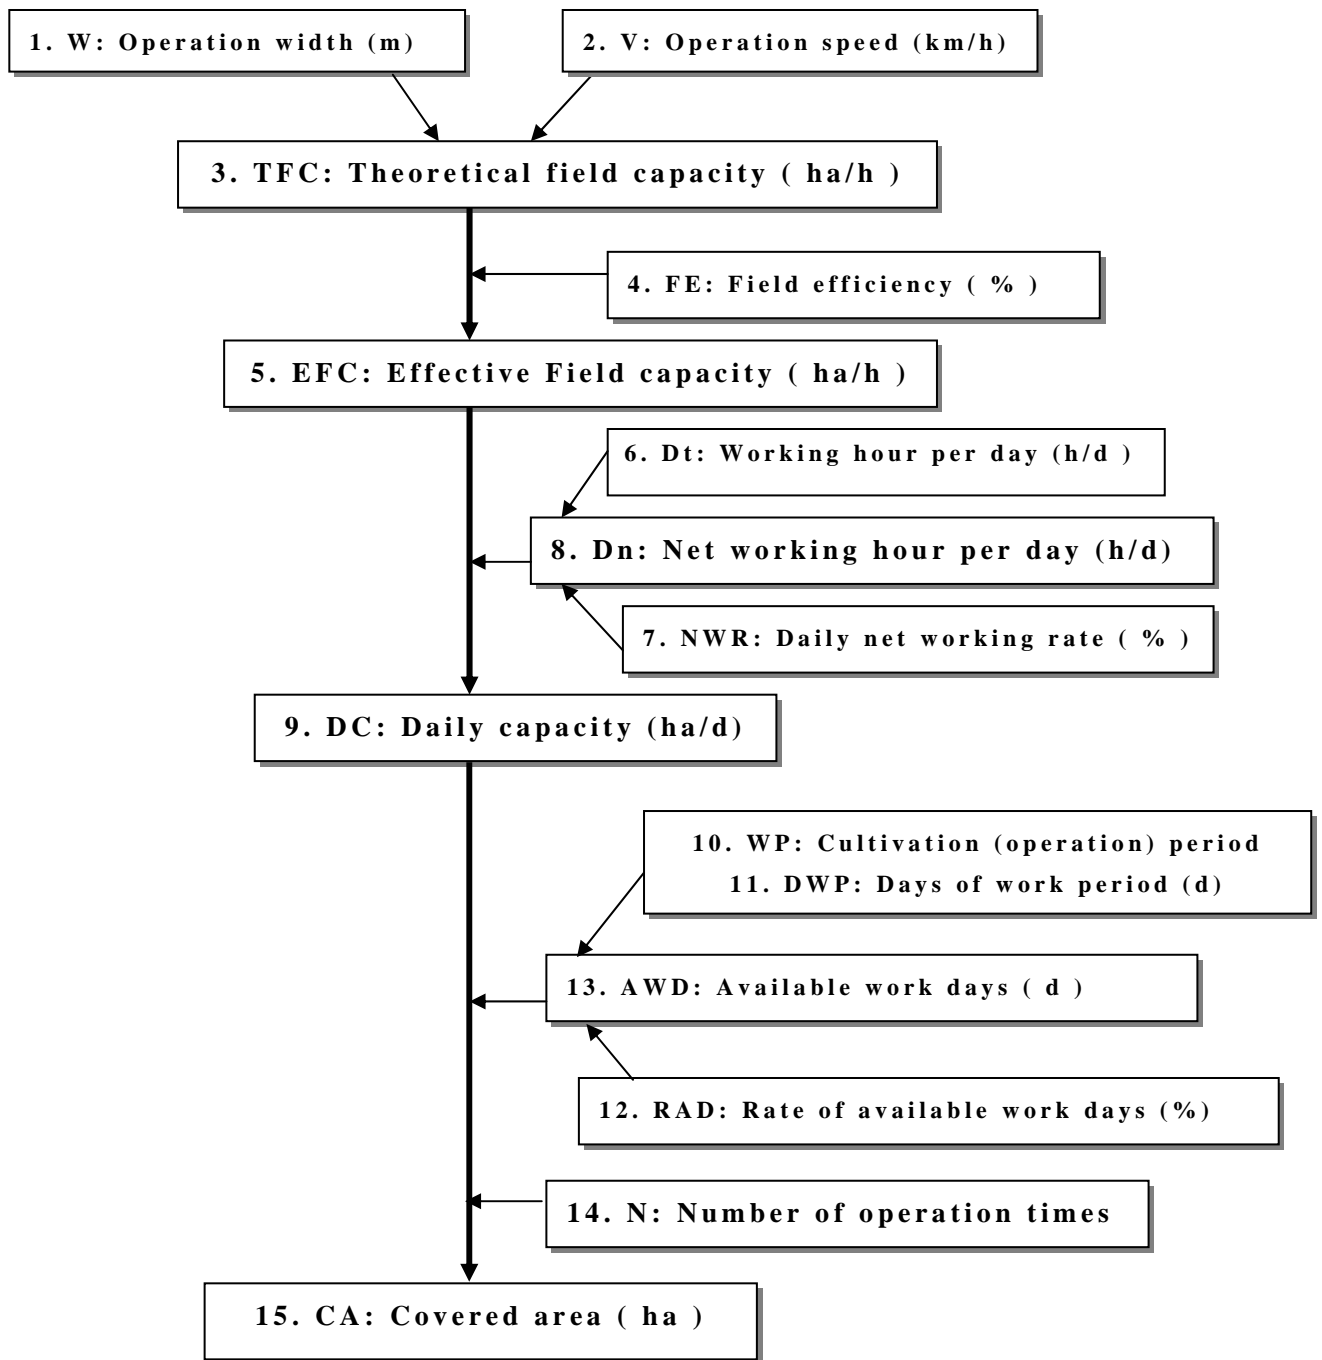 1. W: Operation width (m)
2. V: Operation speed (km/h)
3. TFC: Theoretical field capacity ( ha/h )
4. FE: Field efficiency ( % )
5. EFC: Effective Field capacity ( ha/h )
6. Dt: Working hour per day (h/d )
8. Dn: Net working hour per day (h/d)
7. NWR: Daily net working rate ( % )
9. DC: Daily capacity (ha/d)
10. WP: Cultivation (operation) period
11. DWP: Days of work period (d)
13. AWD: Available work days ( d )
12. RAD: Rate of available work days (%)
14. N: Number of operation times
15. CA: Covered area ( ha )